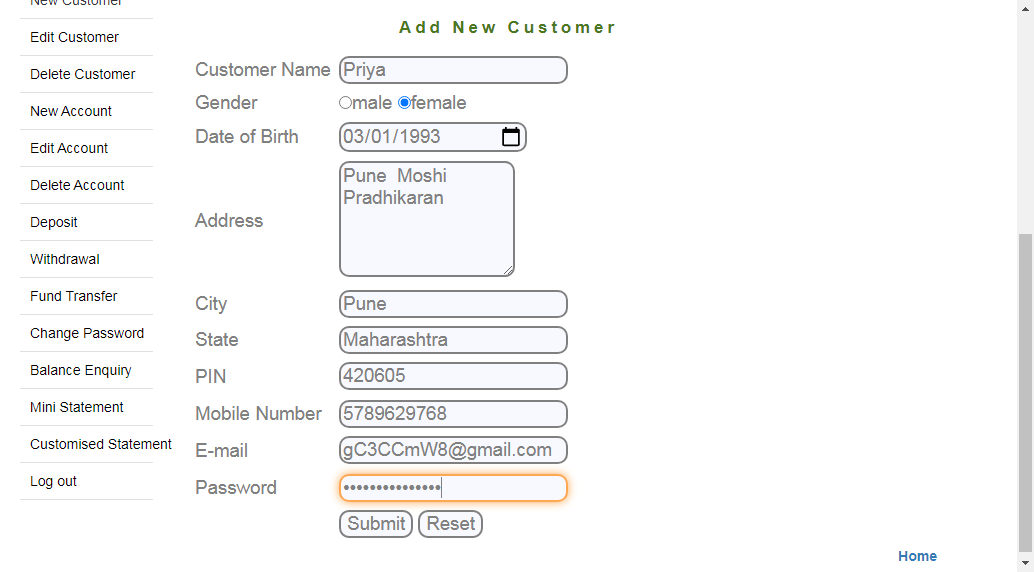 New Customer
Edit Customer
Delete Customer
New Account
Edit Account
Delete Account
Deposit
Withdrawal
Fund Transfer
Change Password
Balance Enquiry
Mini Statement
Customised Statement
Log out
Add New Customer
Customer Name Priya
Gender male female
Date of Birth 03/01/1993
Address Pune  Moshi
Pradhikaran
City Pune
State Maharashtra
PIN 420605
Mobile Number 5789629768
E-mail gC3CCmW8@gmail.com
Password •••••••••••••••
Submit Reset
Home